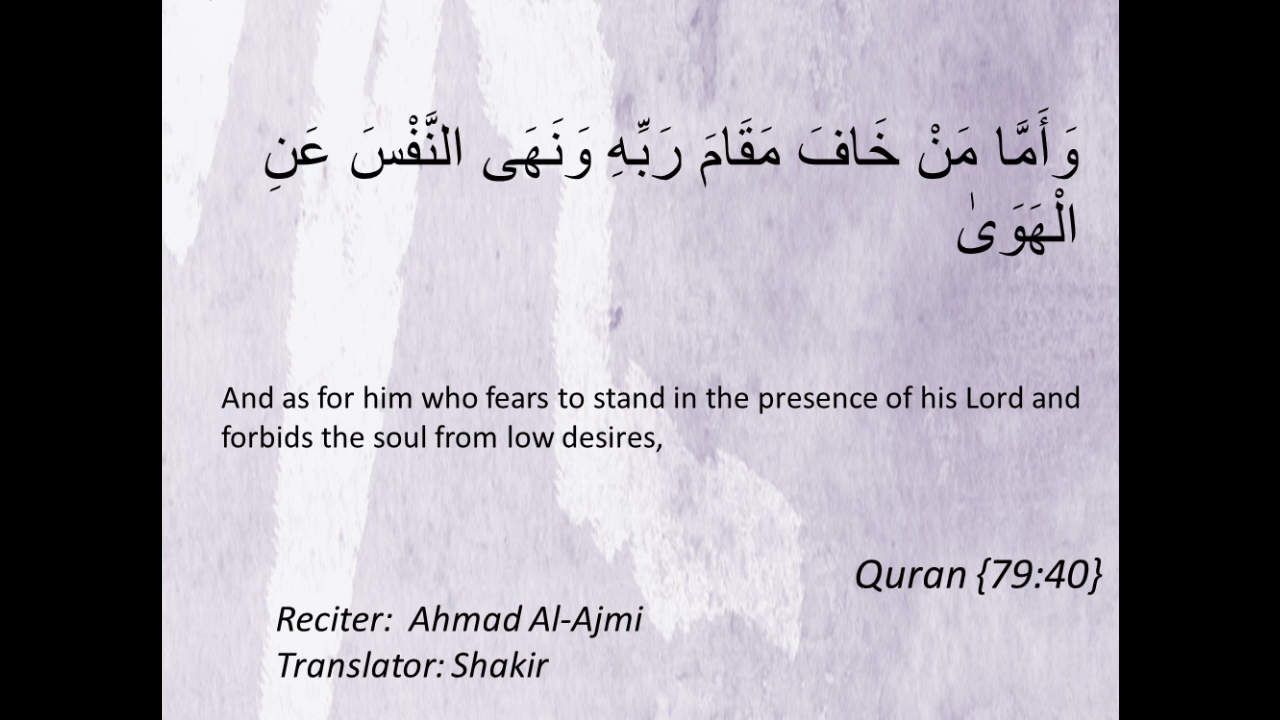 وَأَمَّا مَنْ خَافَ مَقَامَ رَبِّهِ وَنَهَى النَّفْسَ عَنِ
الْهَوَىٰ
And as for him who fears to stand in the presence of his Lord and
forbids the soul from low desires,
Quran {79:40}
Reciter: Ahmad Al-Ajmi
Translator: Shakir